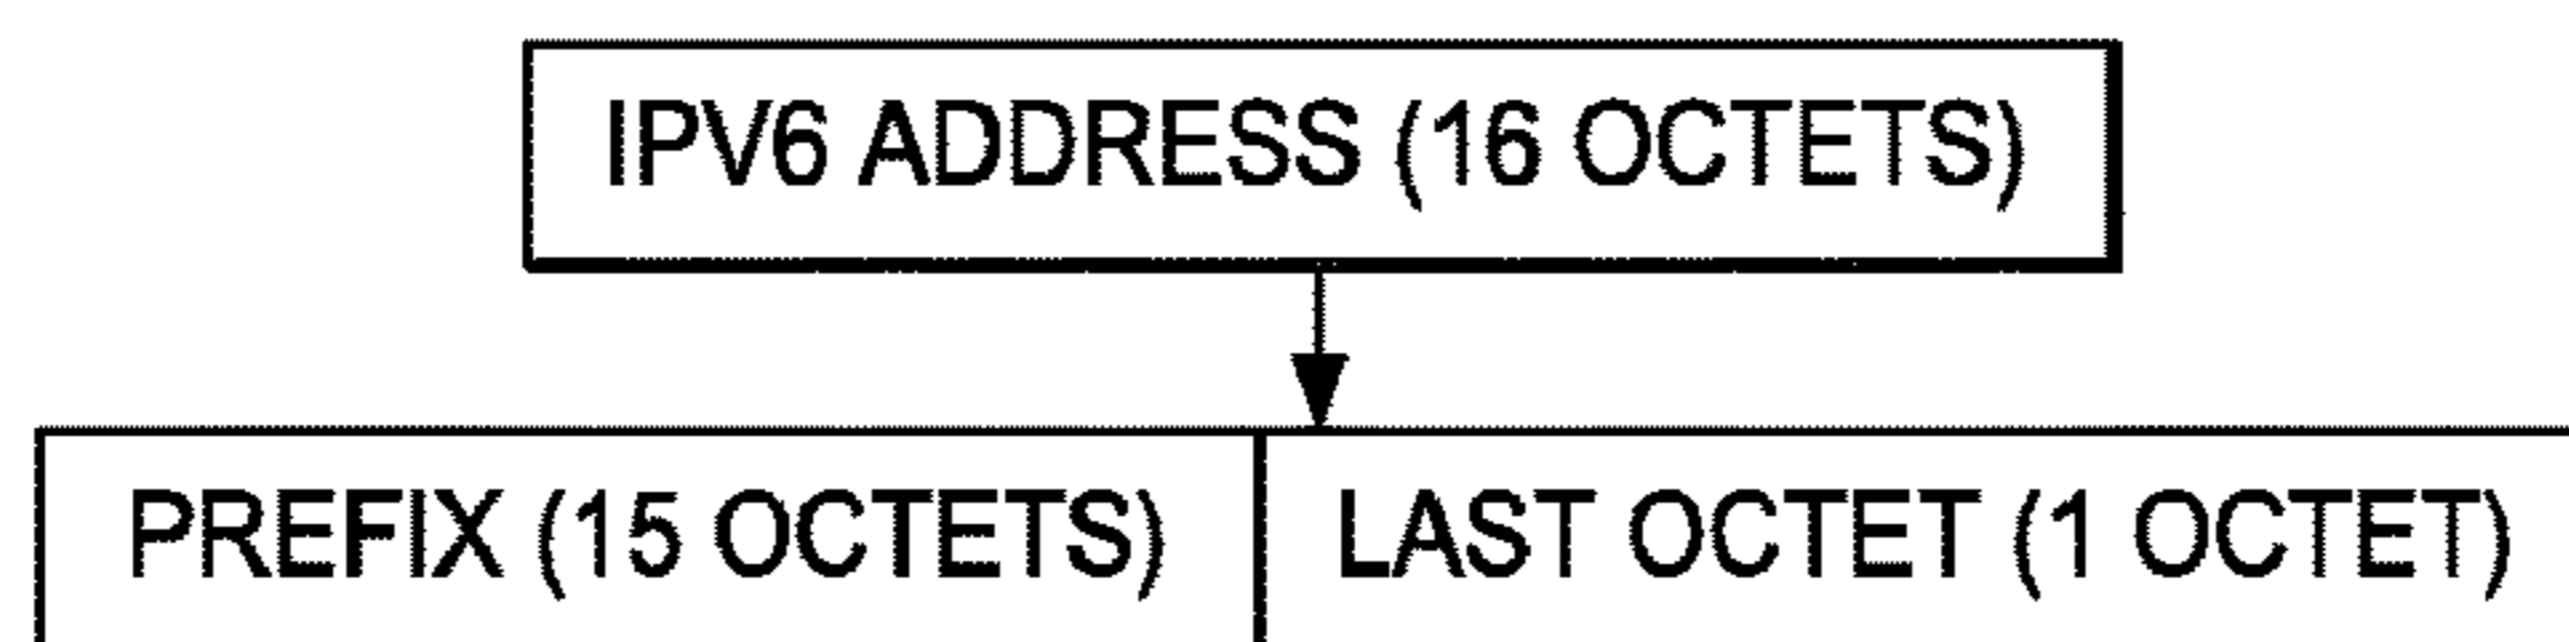 IPV6 ADDRESS (16 OCTETS)
PREFIX (15 OCTETS) LAST OCTET (1 OCTET)